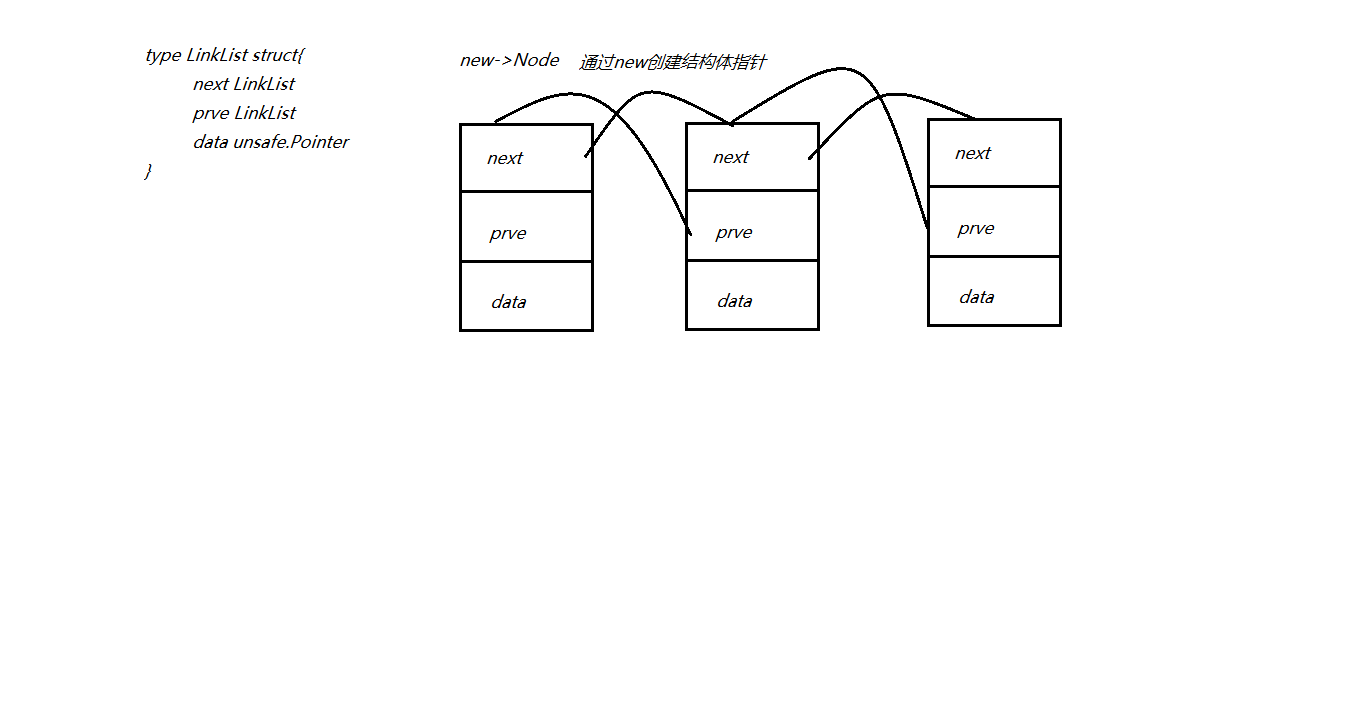 type LinkList struct{
next LinkList
prve LinkList
data unsafe.Pointer
}
new->Node 通过new创建结构体指针
next
prve
data
next
prve
data
next
prve
data